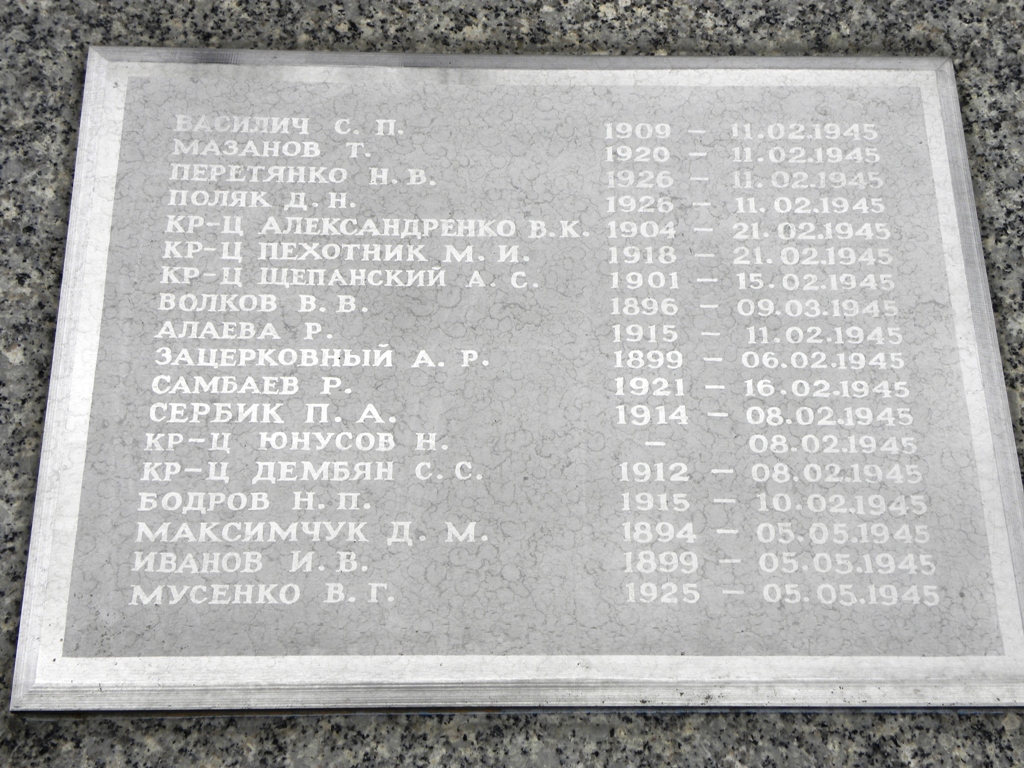 ВАСИЛИЧ С. П. 1909 – 11.02.1945
МАЗАНОВ Т. 1920 – 11.02.1945
ПЕРЕТЯНКО Н. В. 1926 – 11.02.1945
ПОЛЯК Д. Н. 1926 – 11.02.1945
КР-Ц АЛЕКСАНДРЕНКО В. К. 1904 – 21.02.1945
КР-Ц ПЕХОТНИК М. И. 1918 – 21.02.1945
КР-Ц ЩЕПАНСКИЙ А. С. 1901 – 15.02.1945
ВОЛКОВ В. В. 1896 – 09.03.1945
АЛАЕВА Р. 1915 – 11.02.1945
ЗАЦЕРКОВНЫЙ А. Р. 1899 – 06.02.1945
САМБАЕВ Р. 1921 – 16.02.1945
СЕРБИК П. А. 1914 – 08.02.1945
КР-Ц ЮНУСОВ Н. – 08.02.1945
КР-Ц ДЕМБЯН С. С. 1912 – 08.02.1945
БОДРОВ Н. П. 1915 – 10.02.1945
МАКСИМЧУК Д. М. 1894 – 05.05.1945
ИВАНОВ И. В. 1899 – 05.05.1945
МУСЕНКО В. Г. 1925 – 05.05.1945